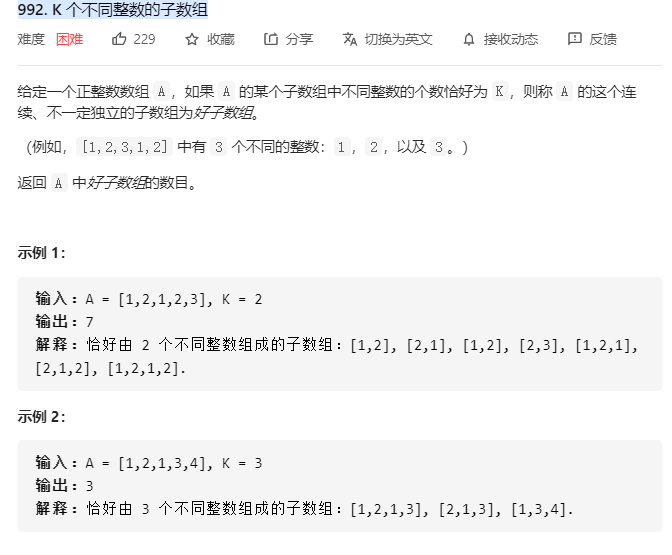 992. K 个不同整数的子数组
难度 困难 229 收藏 分享 切换为英文 接收动态 反馈
给定一个正整数数组 A，如果 A 的某个子数组中不同整数的个数恰好为 K，则称 A 的这个连
续、不一定独立的子数组为好子数组。
（例如，[1,2,3,1,2] 中有 3 个不同的整数：1，2，以及 3。）
返回 A 中好子数组的数目。
示例 1：
输入：A = [1,2,1,2,3], K = 2
输出：7
解释：恰好由 2 个不同整数组成的子数组：[1,2], [2,1], [1,2], [2,3], [1,2,1],
[2,1,2], [1,2,1,2].
示例 2：
输入：A = [1,2,1,3,4], K = 3
输出：3
解释：恰好由 3 个不同整数组成的子数组：[1,2,1,3], [2,1,3], [1,3,4].